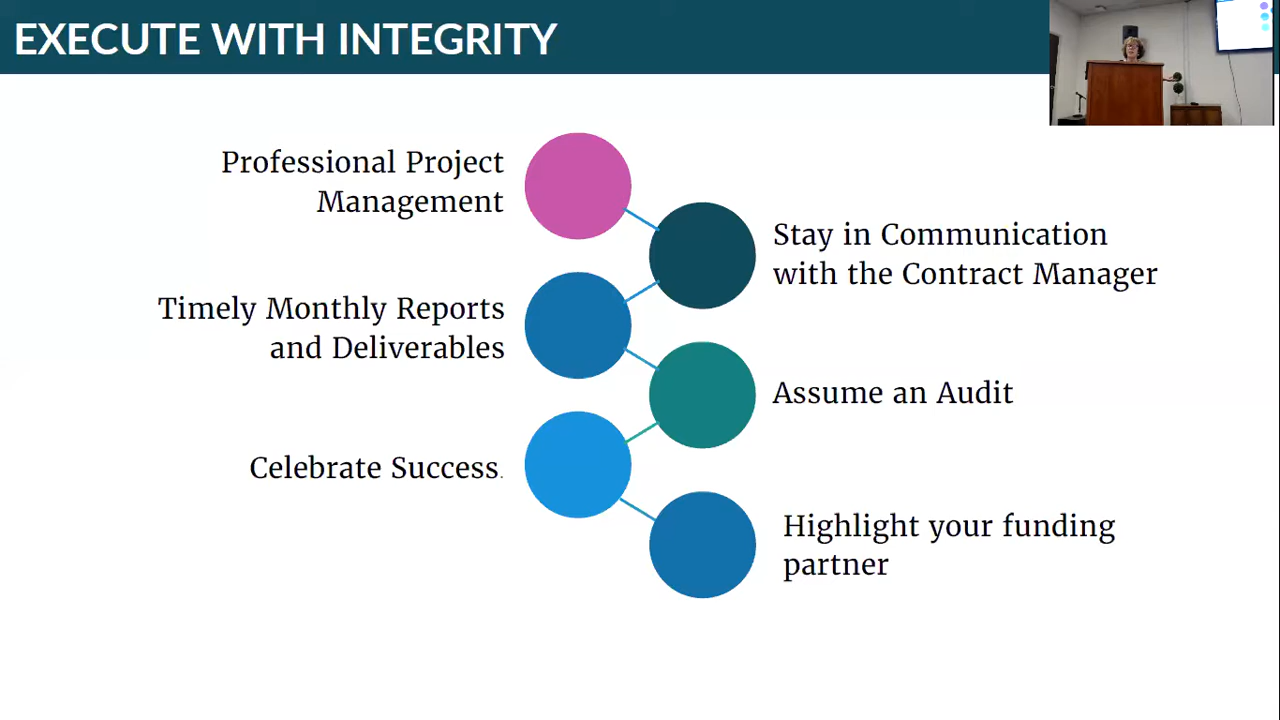 EXECUTE WITH INTEGRITY
Professional Project
Management
Stay in Communication
with the Contract Manager
Timely Monthly Reports
and Deliverables
Assume an Audit
Celebrate Success.
Highlight your funding
partner